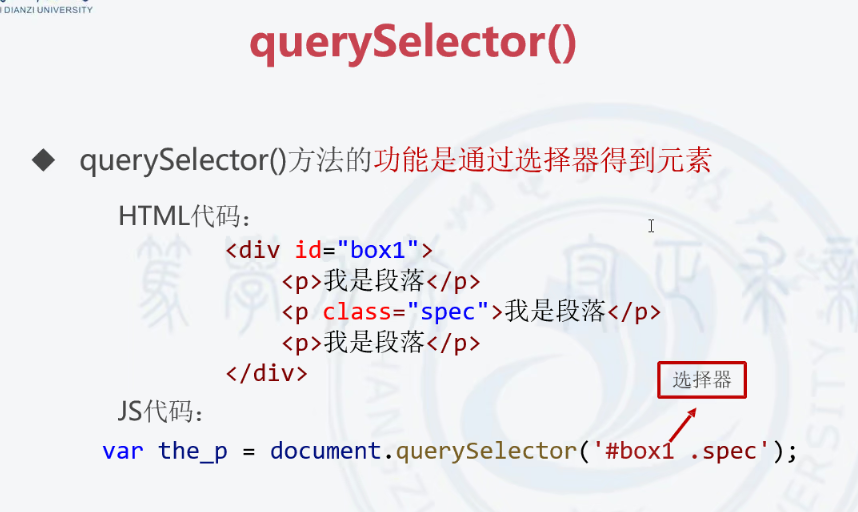 I DIANZI UNIVERSITY
querySelector()
◆ querySelector()方法的功能是通过选择器得到元素
HTML代码：
<div id="box1">
<p>我是段落</p>
<p class="spec">我是段落</p>
<p>我是段落</p>
</div>
选择器
JS代码：
var the_p = document.querySelector('#box1 .spec');